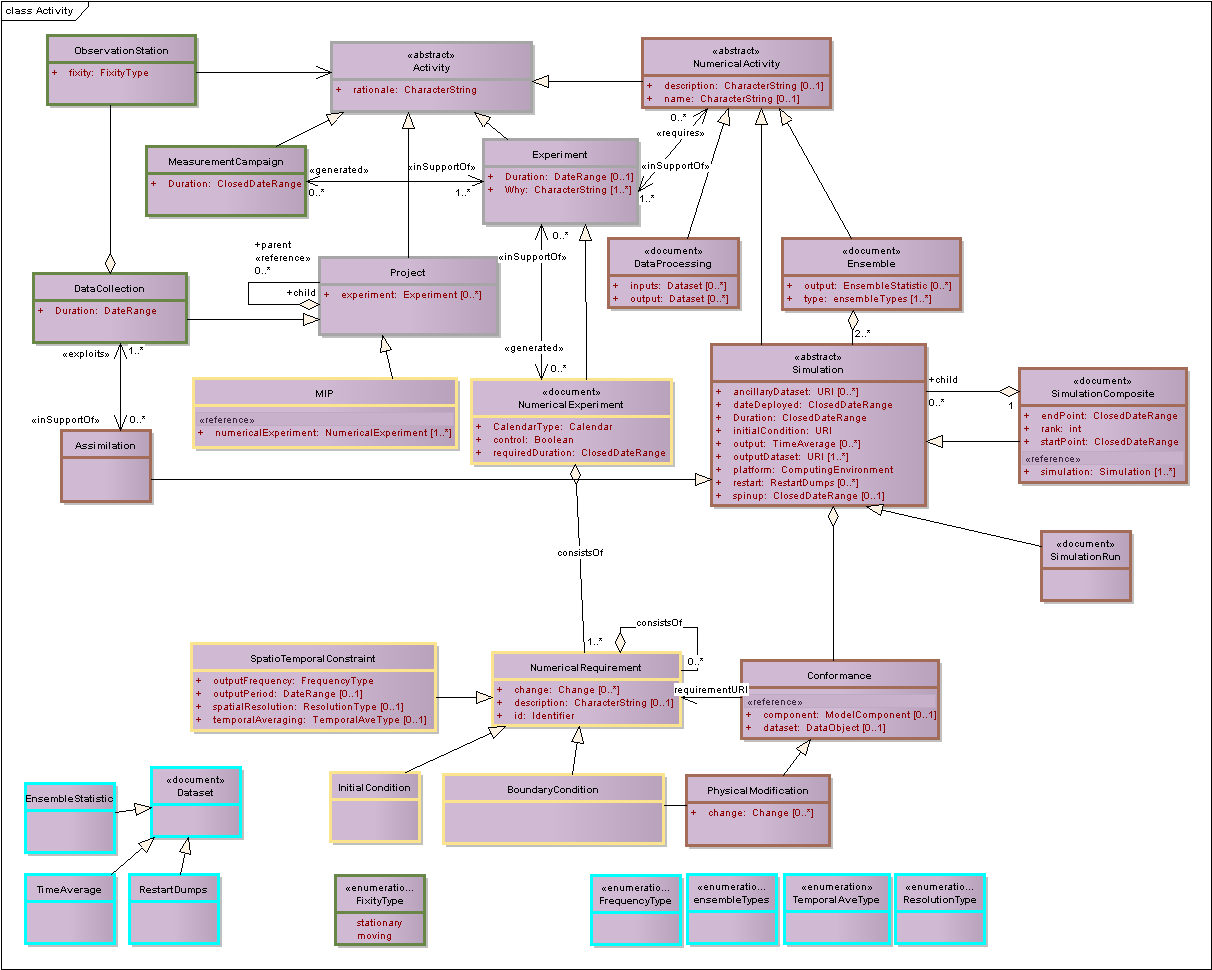 class Activity
ObservationStation
+ fixity: FixityType
«abstract»
Activity
+ rationale: CharacterString
«abstract»
NumericalActivity
+ description: CharacterString [0..1]
+ name: CharacterString [0..1]
0..*
«requires»
«inSupportOf»
1..*
MeasurementCampaign
+ Duration: ClosedDateRange
«generated»
0..*
«inSupportOf»
1..*
Experiment
+ Duration: DateRange [0..1]
+ Why: CharacterString [1..*]
0..*
«inSupportOf»
«generated»
0..*
+parent
«reference»
0..*
+child
Project
+ experiment: Experiment [0..*]
«document»
DataProcessing
+ inputs: Dataset [0..*]
+ output: Dataset [0..*]
«document»
Ensemble
+ output: EnsembleStatistic [0..*]
+ type: ensembleTypes [1..*]
2..*
DataCollection
+ Duration: DateRange
«exploits»
1..*
«inSupportOf»
0..*
Assimilation
MIP
«reference»
+ numericalExperiment: NumericalExperiment [1..*]
«document»
NumericalExperiment
+ CalendarType: Calendar
+ control: Boolean
+ requiredDuration: ClosedDateRange
«abstract»
Simulation
+ ancillaryDataset: URI [0..*]
+ dateDeployed: ClosedDateRange
+ Duration: ClosedDateRange
+ initialCondition: URI
+ output: TimeAverage [0..*]
+ outputDataset: URI [1..*]
+ platform: ComputingEnvironment
+ restart: RestartDumps [0..*]
+ spinup: ClosedDateRange [0..1]
+child
0..*
1
«document»
SimulationComposite
+ endPoint: ClosedDateRange
+ rank: int
+ startPoint: ClosedDateRange
«reference»
+ simulation: Simulation [1..*]
«document»
SimulationRun
consistsOf
1..*
consistsOf
0..*
SpatioTemporalConstraint
+ outputFrequency: FrequencyType
+ outputPeriod: DateRange [0..1]
+ spatialResolution: ResolutionType [0..1]
+ temporalAveraging: TemporalAveType [0..1]
NumericalRequirement
+ change: Change [0..*]
+ description: CharacterString [0..1]
+ id: Identifier
requirementURI
Conformance
«reference»
+ component: ModelComponent [0..1]
+ dataset: DataObject [0..1]
EnsembleStatistic
«document»
Dataset
InitialCondition
BoundaryCondition
PhysicalModification
+ change: Change [0..*]
TimeAverage
RestartDumps
«enumeratio...
FixityType
stationary
moving
«enumeratio...
FrequencyType
«enumeratio...
ensembleTypes
«enumeration»
TemporalAveType
«enumeratio...
ResolutionType